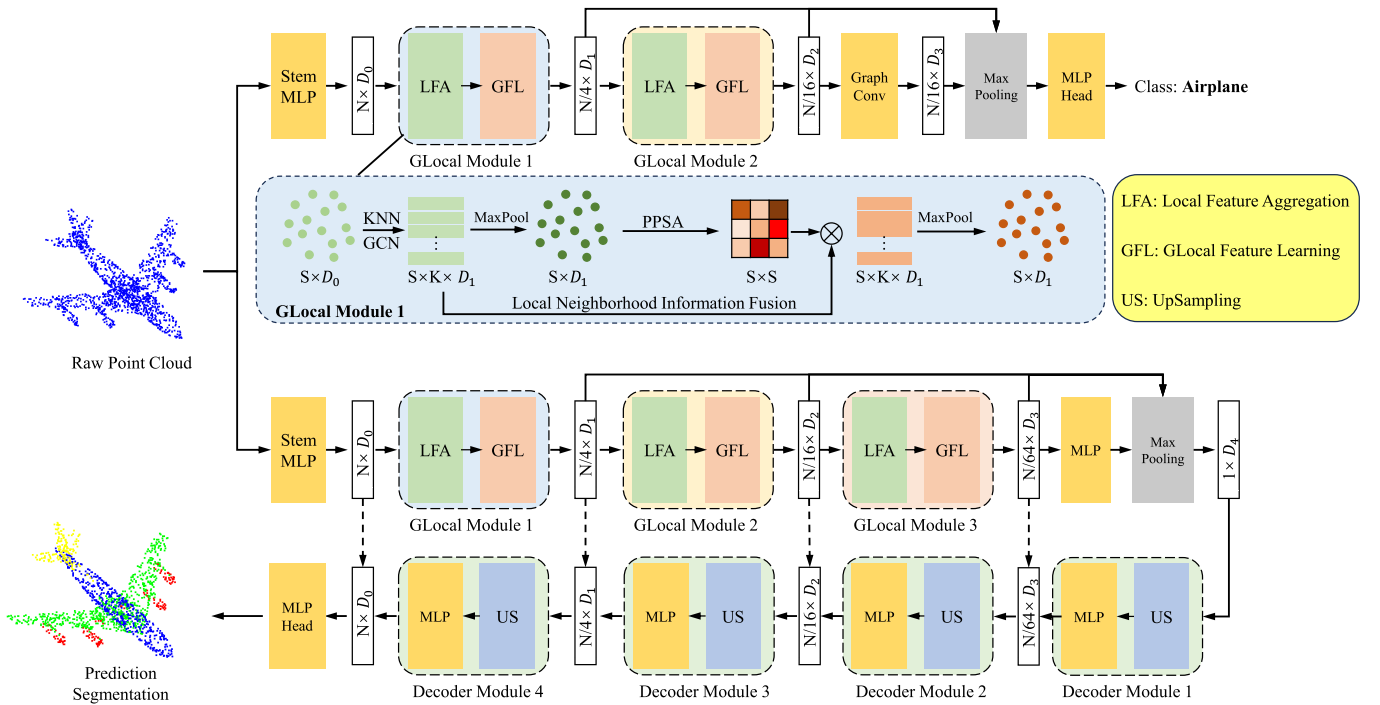 Stem
MLP
N× D₀
LFA
GFL
GLocal Module 1
N/4× D₁
LFA
GFL
GLocal Module 2
N/16× D₂
Graph
Conv
N/16× D₃
Max
Pooling
MLP
Head
Class: Airplane
S×D₀
KNN
GCN
S×K× D₁
MaxPool
S×D₁
PPSA
S×S
S×K× D₁
MaxPool
S×D₁
Local Neighborhood Information Fusion
GLocal Module 1
LFA: Local Feature Aggregation
GFL: GLocal Feature Learning
US: UpSampling
Raw Point Cloud
Stem
MLP
N× D₀
LFA
GFL
GLocal Module 1
N/4× D₁
LFA
GFL
GLocal Module 2
N/16× D₂
LFA
GFL
GLocal Module 3
N/64× D₃
MLP
Max
Pooling
1× D₄
Prediction
Segmentation
MLP
Head
N× D₀
MLP
US
Decoder Module 4
N/4× D₁
MLP
US
Decoder Module 3
N/16× D₂
MLP
US
Decoder Module 2
N/64× D₃
MLP
US
Decoder Module 1